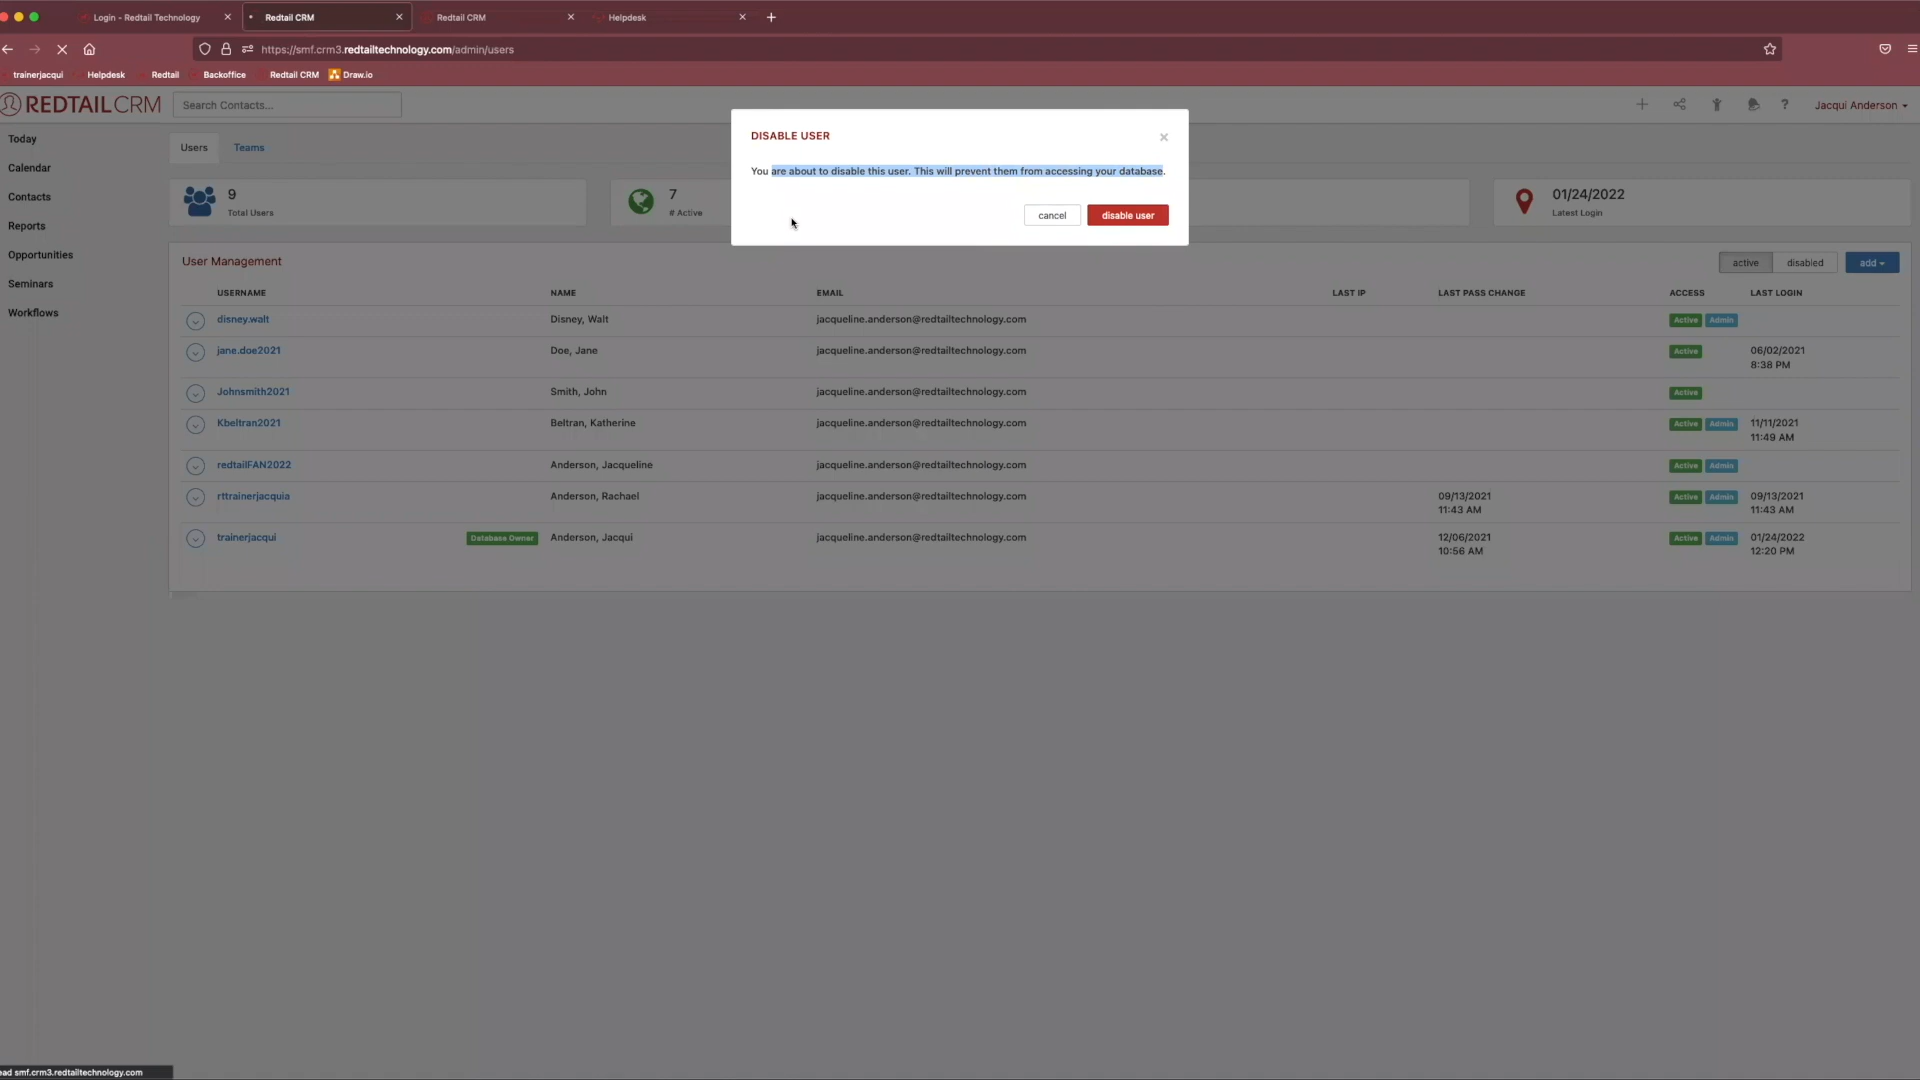 Login - Redtail Technology
Redtail CRM
Redtail CRM
Helpdesk
https://smf.crm3.redtailtechnology.com/admin/users
trainerjacqui Helpdesk Redtail Backoffice Redtail CRM Draw.io
REDTAILCRM
Search Contacts...
Jacqui Anderson
Today
Calendar
Contacts
Reports
Opportunities
Seminars
Workflows
Users Teams
9
Total Users
7
# Active
01/24/2022
Latest Login
DISABLE USER
You are about to disable this user. This will prevent them from accessing your database.
cancel disable user
User Management
active disabled add
USERNAME NAME EMAIL LAST IP LAST PASS CHANGE ACCESS LAST LOGIN
disney.walt Disney, Walt jacqueline.anderson@redtailtechnology.com Active Admin
jane.doe2021 Doe, Jane jacqueline.anderson@redtailtechnology.com Active 06/02/2021
8:38 PM
Johnsmith2021 Smith, John jacqueline.anderson@redtailtechnology.com Active
Kbeltran2021 Beltran, Katherine jacqueline.anderson@redtailtechnology.com Active Admin 11/11/2021
11:49 AM
redtailFAN2022 Anderson, Jacqueline jacqueline.anderson@redtailtechnology.com Active Admin
rttrainerjacquia Anderson, Rachael jacqueline.anderson@redtailtechnology.com 09/13/2021 Active Admin 09/13/2021
11:43 AM 11:43 AM
trainerjacqui Database Owner Anderson, Jacqui jacqueline.anderson@redtailtechnology.com 12/06/2021 Active Admin 01/24/2022
10:56 AM 12:20 PM
ead smf.crm3.redtailtechnology.com